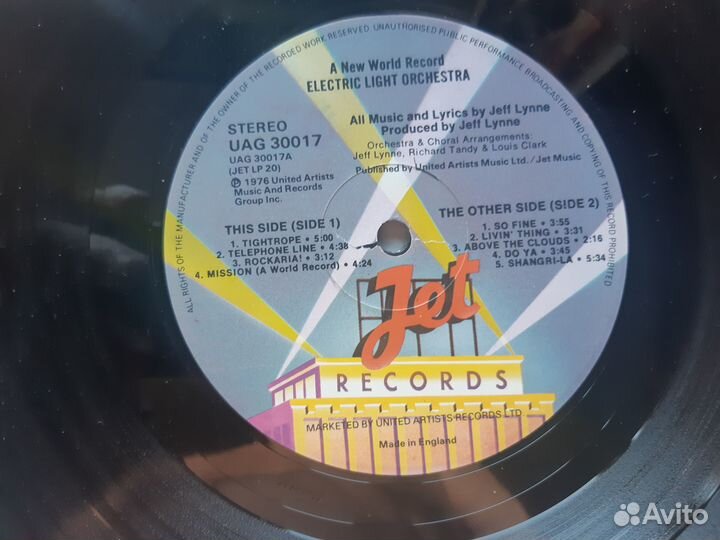 ALL RIGHTS OF THE MANUFACTURER AND OF THE OWNER OF THE RECORDED WORK RESERVED. UNAUTHORISED PUBLIC PERFORMANCE, BROADCASTING AND COPYING OF THIS RECORD PROHIBITED
A New World Record
ELECTRIC LIGHT ORCHESTRA
All Music and Lyrics by Jeff Lynne
Produced by Jeff Lynne
Orchestra & Choral Arrangements:
Jeff Lynne, Richard Tandy & Louis Clark
Published by United Artists Music Ltd./Jet Music
STEREO
UAG 30017
UAG 30017A
(JET LP 20)
℗ 1976 United Artists
Music And Records
Group Inc.
THIS SIDE (SIDE 1)
1. TIGHTROPE • 5:00
2. TELEPHONE LINE • 4:38
3. ROCKARIA! • 3:12
4. MISSION (A World Record) • 4:24
THE OTHER SIDE (SIDE 2)
1. SO FINE • 3:55
2. LIVIN' THING • 3:31
3. ABOVE THE CLOUDS • 2:16
4. DO YA • 3:45
5. SHANGRI-LA • 5:34
Jet
RECORDS
MARKETED BY UNITED ARTISTS RECORDS LTD
Made in England
Avito